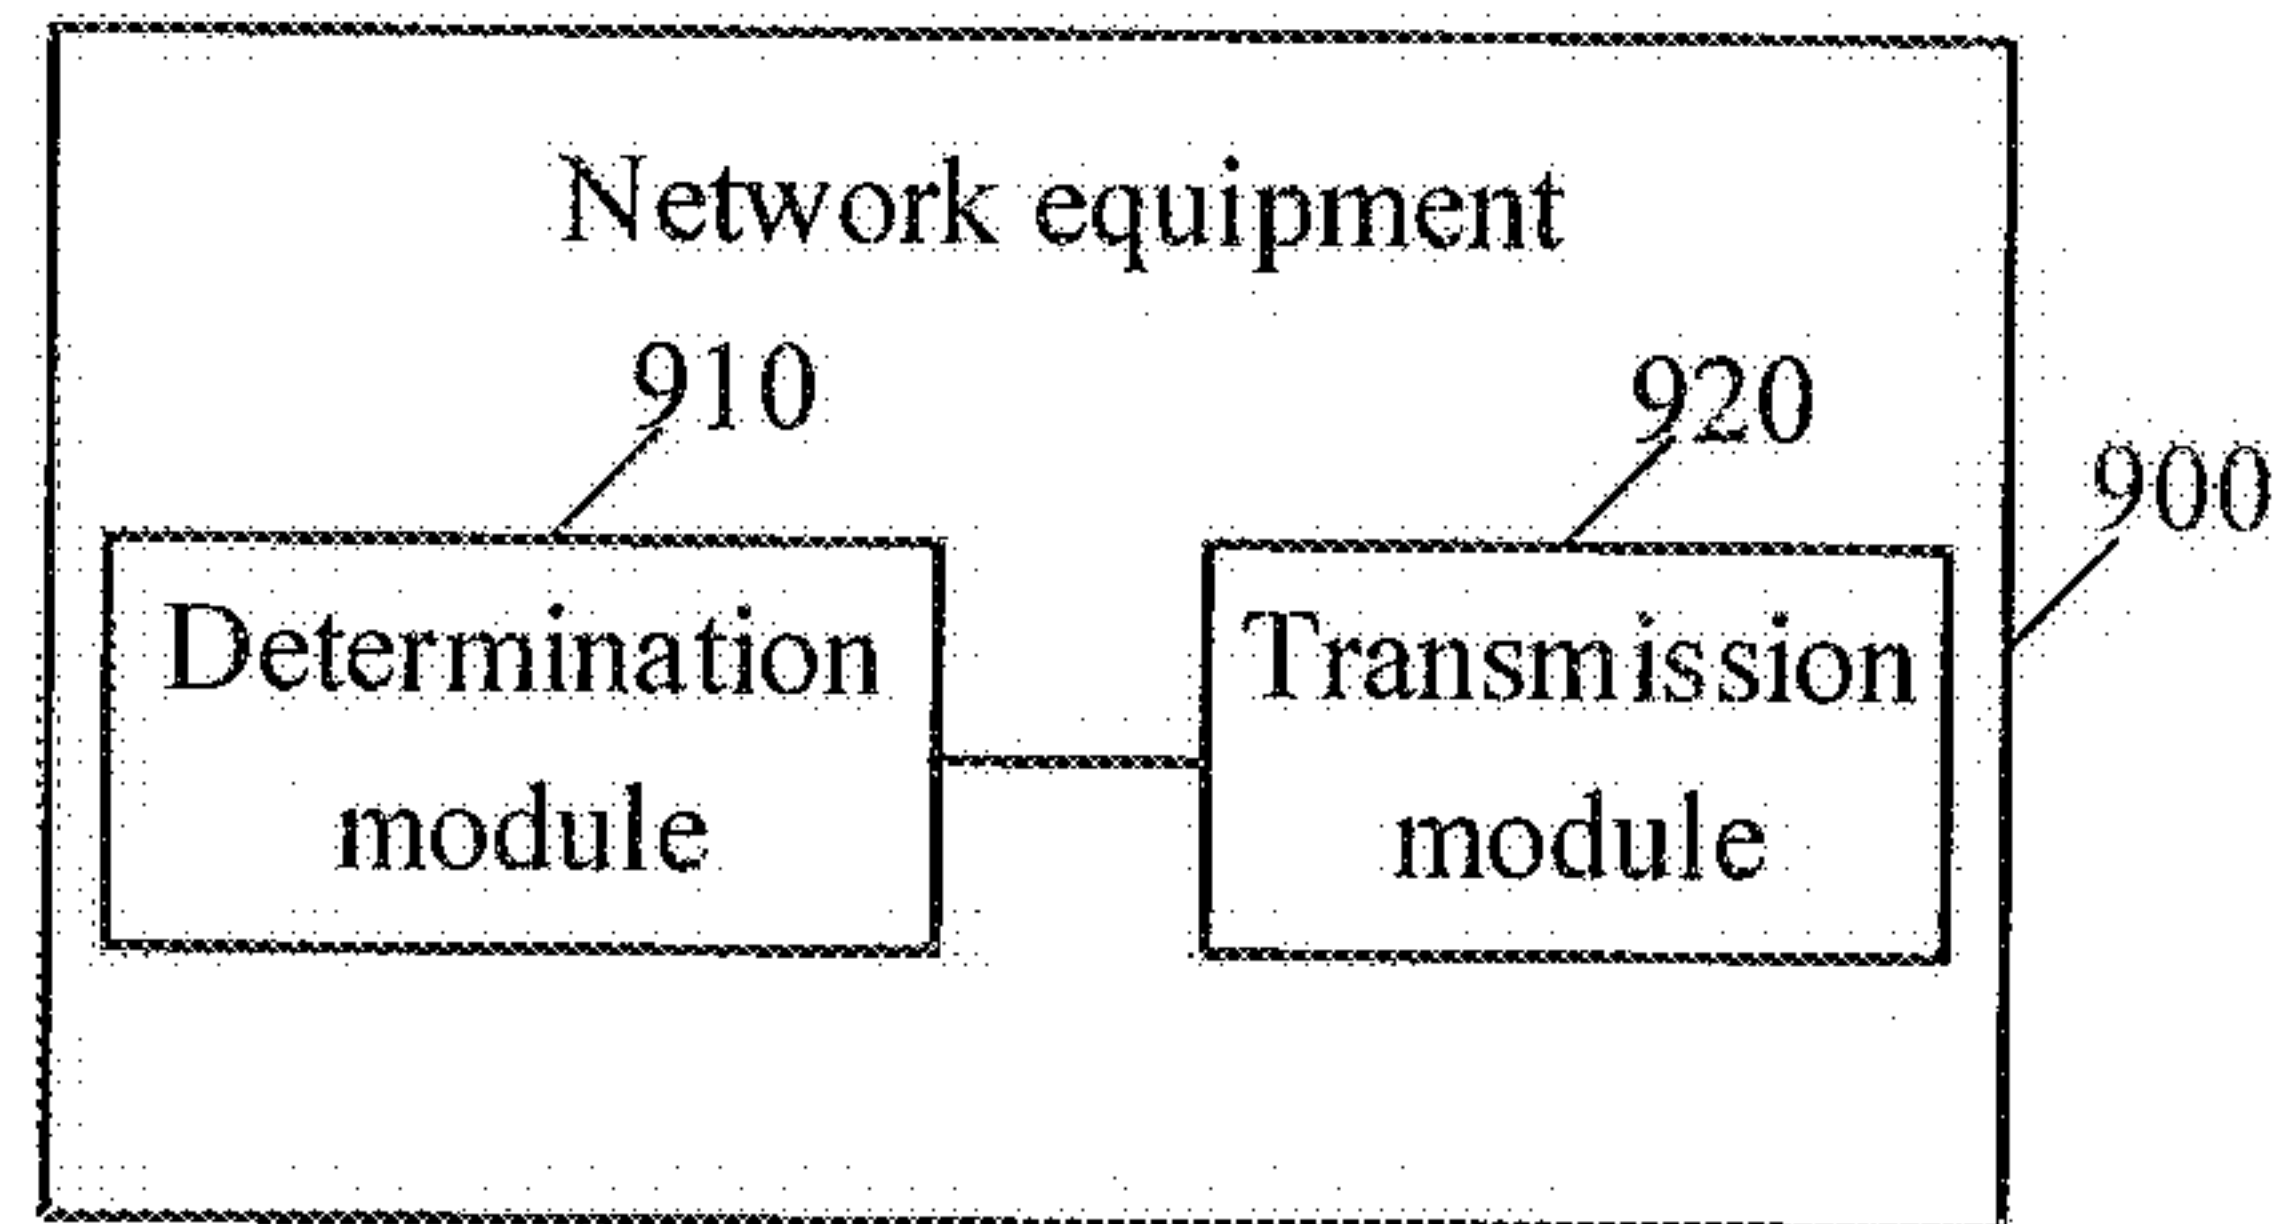 Network equipment
910
920
900
Determination
module
Transmission
module